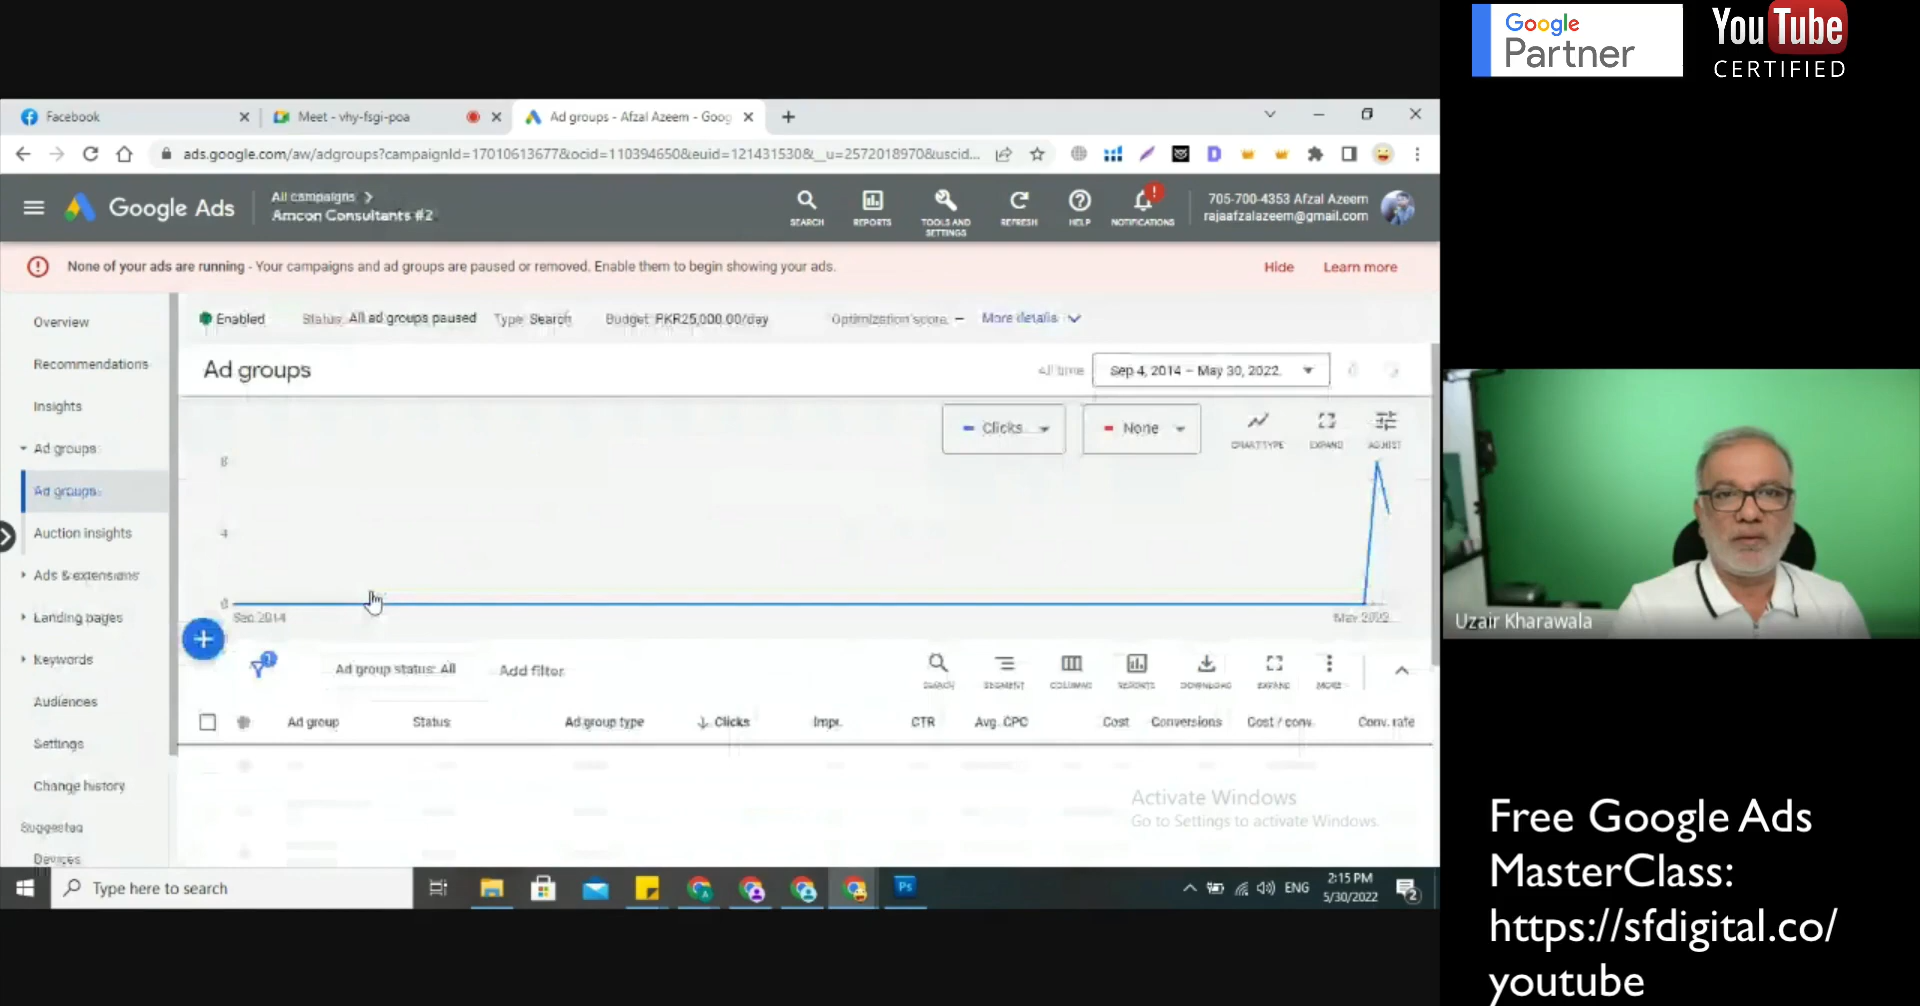 Google
Partner
YouTube
CERTIFIED
Facebook
Meet - vhy-fsgi-poa
Ad groups - Afzal Azeem - Goog
ads.google.com/aw/adgroups?campaignId=17010613677&ocid=110394650&euid=121431530&__u=2572018970&uscid...
Google Ads
All campaigns
Amcon Consultants #2
SEARCH
REPORTS
TOOLS AND
SETTINGS
REFRESH
HELP
NOTIFICATIONS
705-700-4353 Afzal Azeem
rajaafzalazeem@gmail.com
None of your ads are running - Your campaigns and ad groups are paused or removed. Enable them to begin showing your ads.
Hide
Learn more
Overview
Recommendations
Insights
Ad groups
Ad groups
Auction insights
Ads & extensions
Landing pages
Keywords
Audiences
Settings
Change history
Suggested
Devices
Enabled
Status: All ad groups paused
Type: Search
Budget: PKR25,000.00/day
Optimization score: –
More details
Ad groups
All time
Sep 4, 2014 – May 30, 2022
Clicks
None
CHART TYPE
EXPAND
ADJUST
8
4
0
Sep 2014
May 2022
Ad group status: All
Add filter
SEARCH
SEGMENT
COLUMNS
REPORTS
DOWNLOAD
EXPAND
MORE
Ad group
Status
Ad group type
Clicks
Impr.
CTR
Avg. CPC
Cost
Conversions
Cost / conv.
Conv. rate
Activate Windows
Go to Settings to activate Windows.
Type here to search
Ps
ENG
2:15 PM
5/30/2022
2
Uzair Kharawala
Free Google Ads
MasterClass:
https://sfdigital.co/
youtube